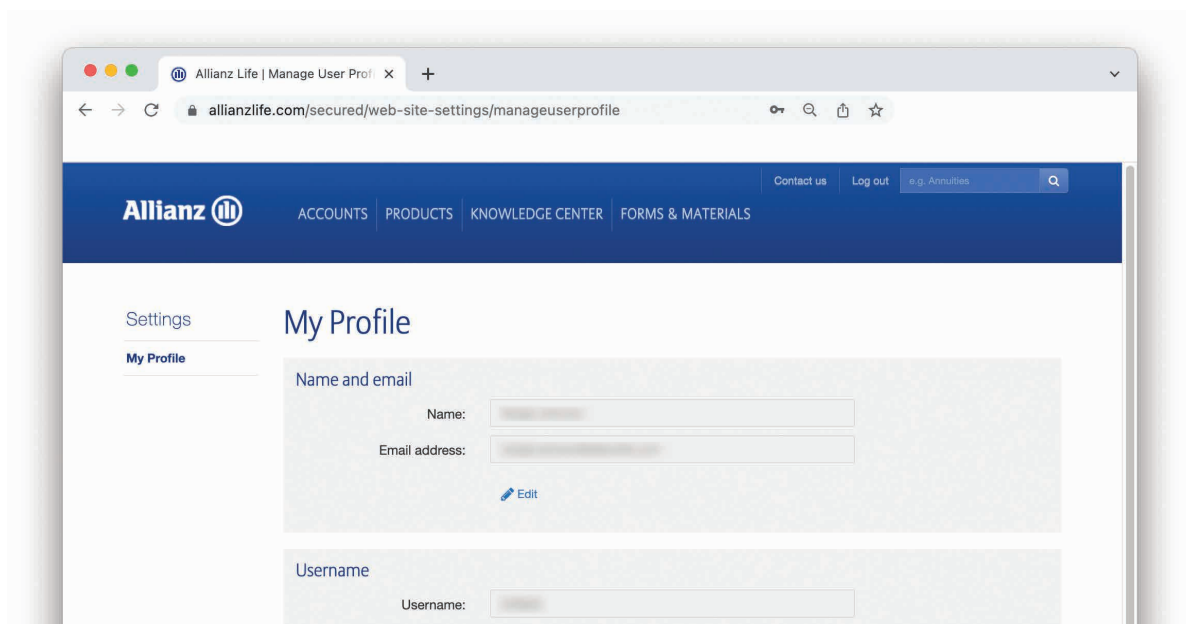 Allianz Life | Manage User Prof
allianzlife.com/secured/web-site-settings/manageuserprofile
Contact us Log out e.g. Annuities
Allianz ACCOUNTS PRODUCTS KNOWLEDGE CENTER FORMS & MATERIALS
Settings
My Profile
My Profile
Name and email
Name:
Email address:
Edit
Username
Username: